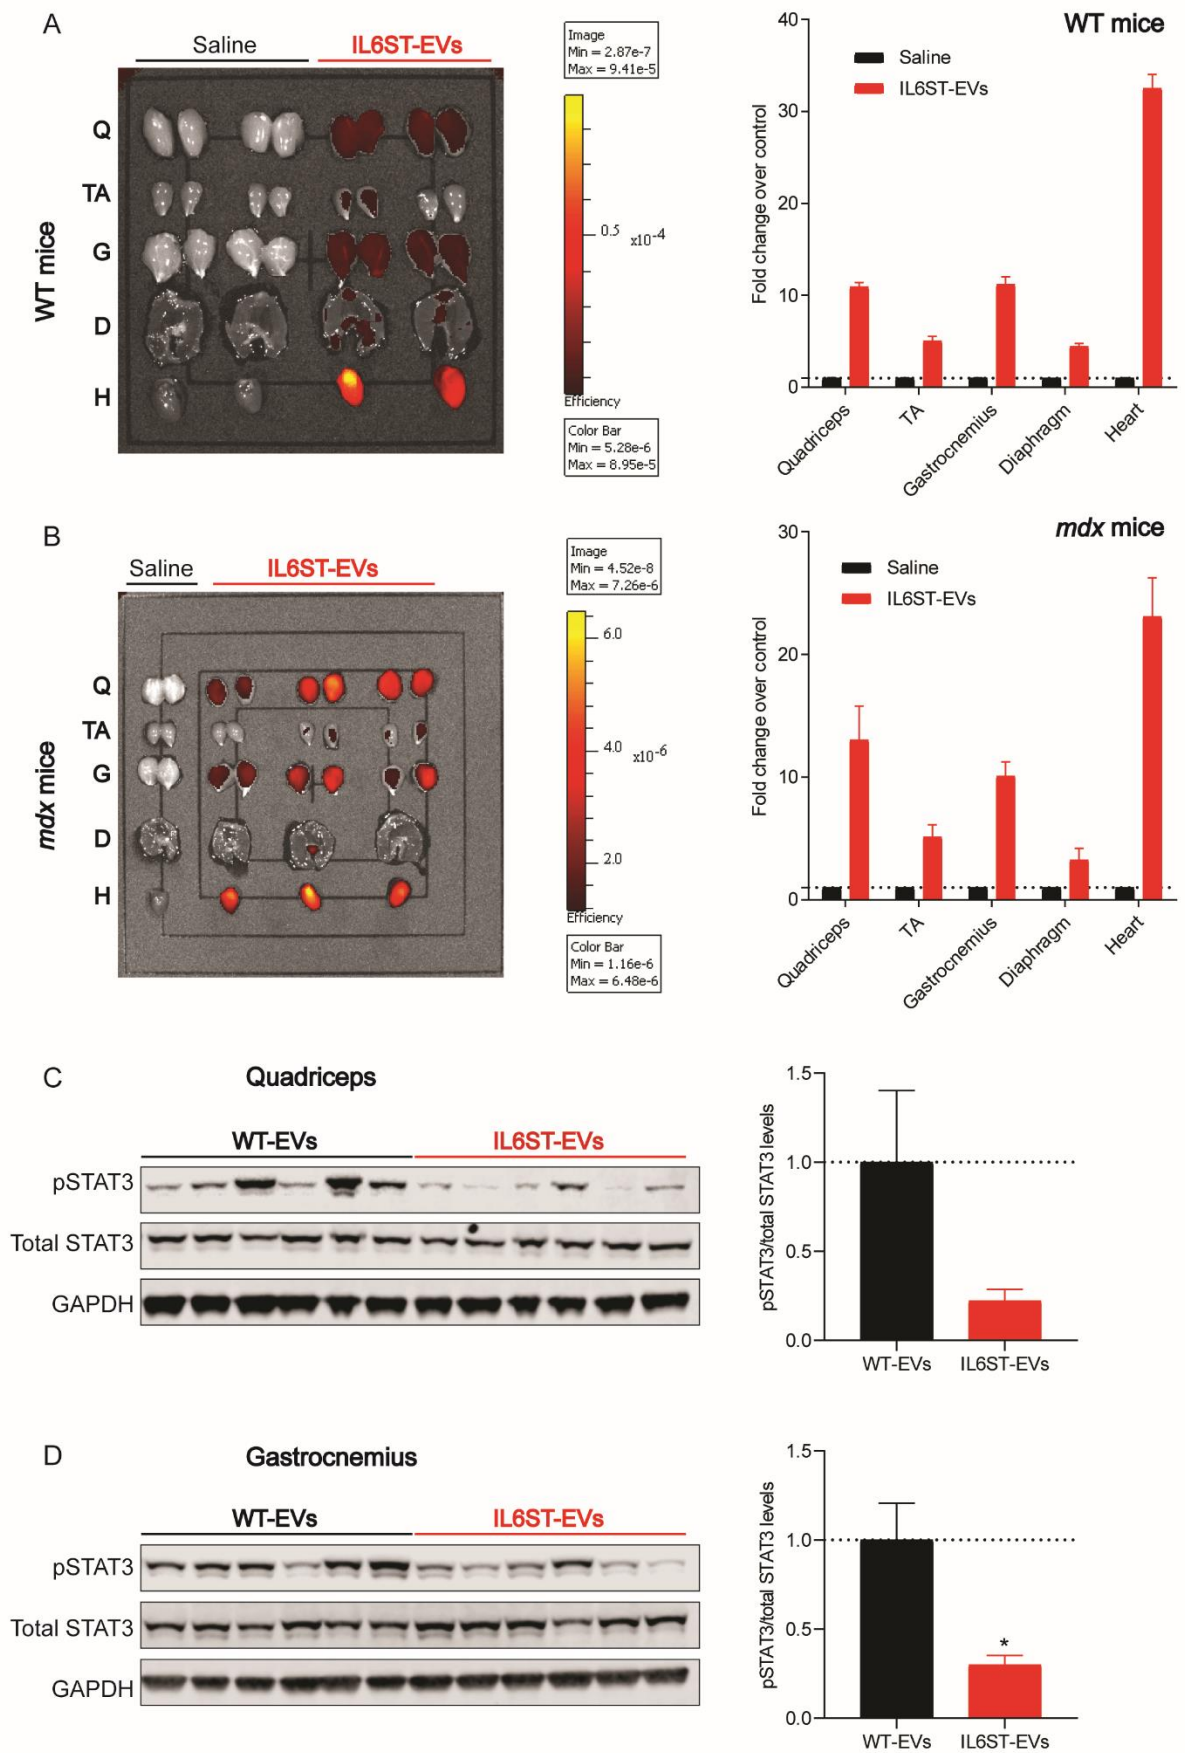 A
Saline
IL6ST-EVs
WT mice
Q
TA
G
D
H
Image
Min = 2.87e-7
Max = 9.41e-5
0.5
x10-4
Efficiency
Color Bar
Min = 5.28e-6
Max = 8.95e-5
WT mice
Saline
IL6ST-EVs
Fold change over control
40
30
20
10
0
Quadriceps
TA
Gastrocnemius
Diaphragm
Heart
B
Saline
IL6ST-EVs
mdx mice
Q
TA
G
D
H
Image
Min = 4.52e-8
Max = 7.26e-6
6.0
4.0
x10-6
2.0
Efficiency
Color Bar
Min = 1.16e-6
Max = 6.48e-6
mdx mice
Saline
IL6ST-EVs
Fold change over control
30
20
10
0
Quadriceps
TA
Gastrocnemius
Diaphragm
Heart
C
Quadriceps
WT-EVs
IL6ST-EVs
pSTAT3
Total STAT3
GAPDH
pSTAT3/total STAT3 levels
1.5
1.0
0.5
0.0
WT-EVs
IL6ST-EVs
D
Gastrocnemius
WT-EVs
IL6ST-EVs
pSTAT3
Total STAT3
GAPDH
pSTAT3/total STAT3 levels
1.5
1.0
0.5
0.0
*
WT-EVs
IL6ST-EVs